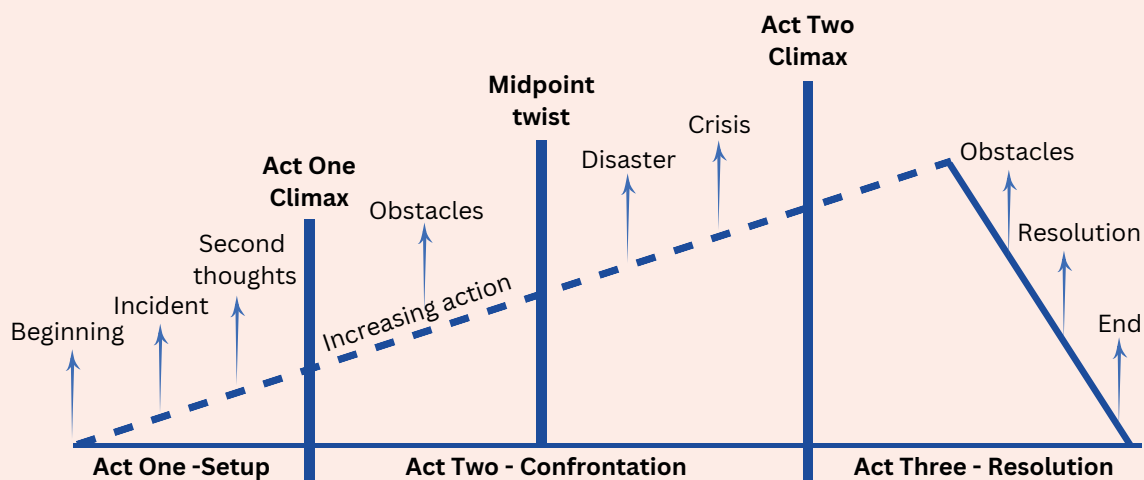 Act Two
Climax
Midpoint
twist
Crisis
Disaster
Obstacles
Act One
Climax
Obstacles
Second
thoughts
Resolution
Incident
Increasing action
Beginning
End
Act One -Setup
Act Two - Confrontation
Act Three - Resolution